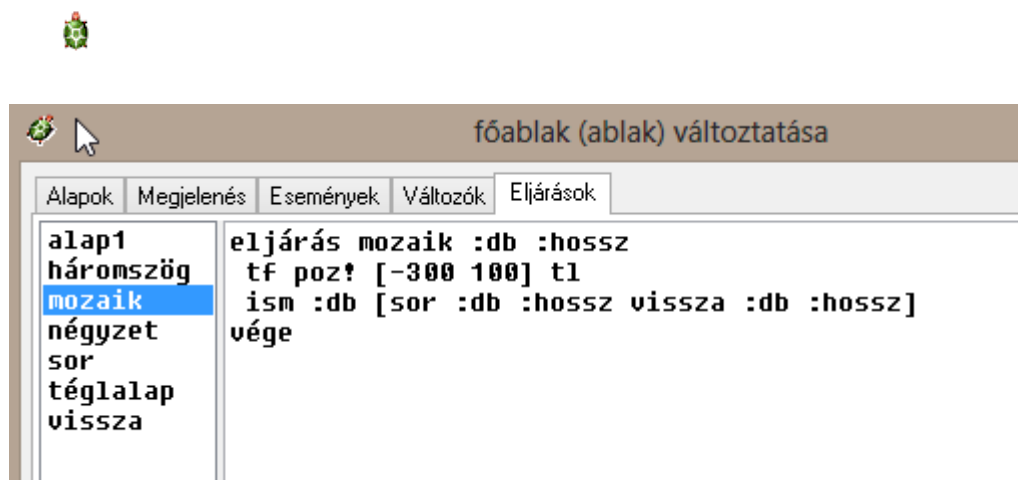 főablak (ablak) változtatása
Alapok Megjelenés Események Változók Eljárások
alap1
háromszög
mozaik
négyzet
sor
téglalap
vissza
eljárás mozaik :db :hossz
tf poz! [-300 100] tl
ism :db [sor :db :hossz vissza :db :hossz]
vége